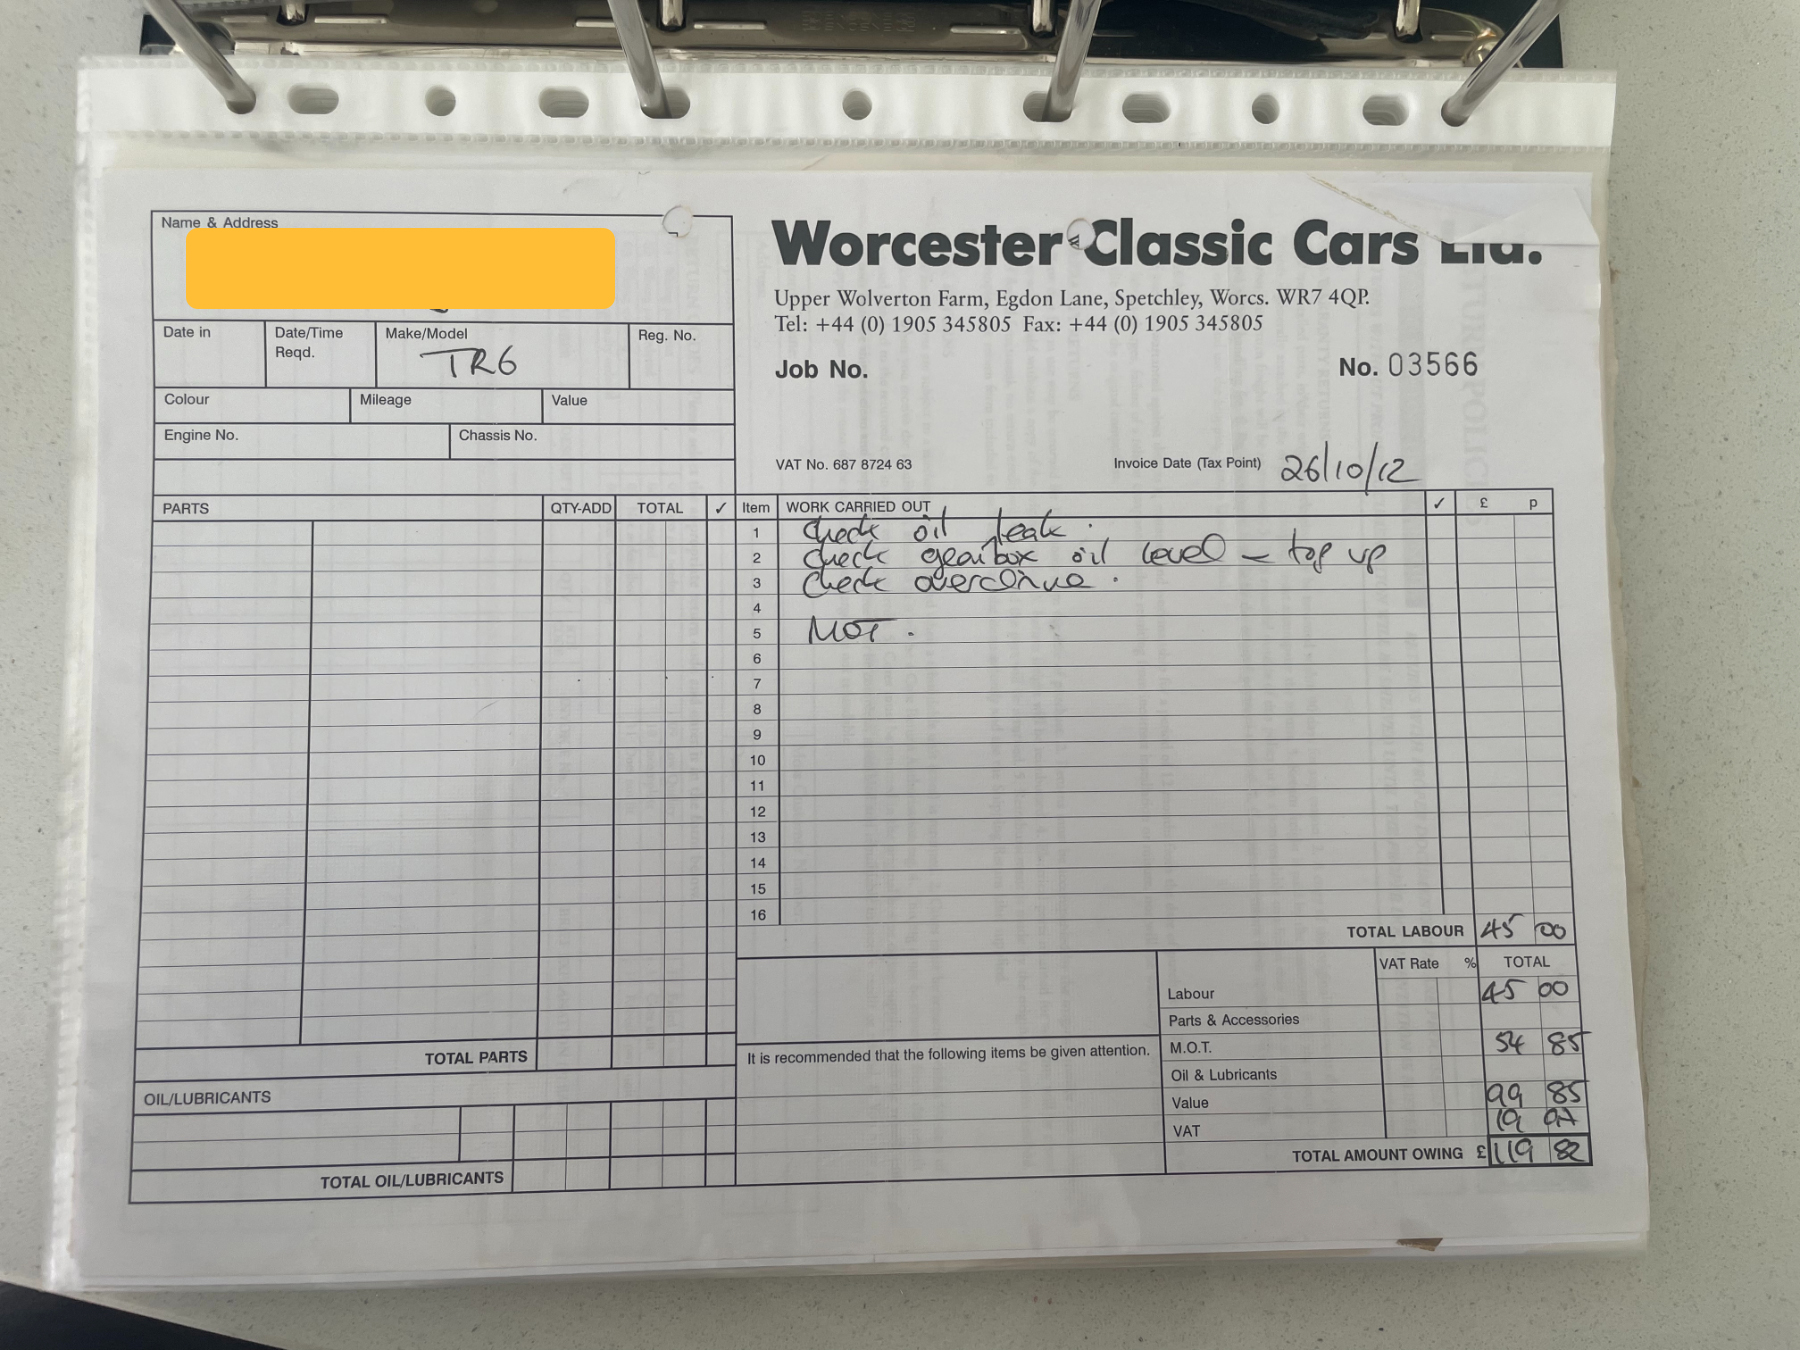 Name & Address
Worcester Classic Cars Ltd.
Upper Wolverton Farm, Egdon Lane, Spetchley, Worcs. WR7 4QP.
Tel: +44 (0) 1905 345805 Fax: +44 (0) 1905 345805
Date in
Date/Time Reqd.
Make/Model
TR6
Reg. No.
Job No.
No. 03566
Colour
Mileage
Value
Engine No.
Chassis No.
VAT No. 687 8724 63
Invoice Date (Tax Point) 26/10/12
PARTS QTY-ADD TOTAL ✓ Item WORK CARRIED OUT ✓ £ p
1 Check oil leak.
2 Check gearbox oil level - top up
3 Check overdrive.
4
5 MOT.
6
7
8
9
10
11
12
13
14
15
16
TOTAL LABOUR 45 00
VAT Rate % TOTAL
Labour 45 00
Parts & Accessories
TOTAL PARTS
It is recommended that the following items be given attention.
M.O.T. 54 85
Oil & Lubricants
OIL/LUBRICANTS
Value 99 85
VAT 19 97
TOTAL AMOUNT OWING £ 119 82
TOTAL OIL/LUBRICANTS